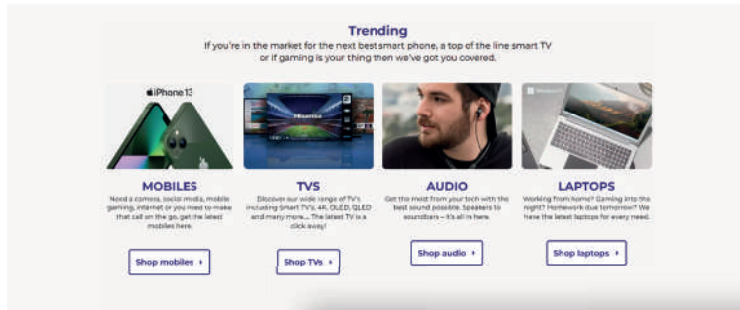 Trending
If you're in the market for the next best smart phone, a top of the line smart TV
or if gaming is your thing then we've got you covered.
iPhone 13
Hisense
MOBILES
Need a camera, social media, mobile
gaming, internet or you need to make
that call on the go, get the latest
mobiles here.
Shop mobiles
TVS
Discover our wide range of TV's
including Smart TV's, 4K, OLED, QLED
and many more... The latest TV is a
click away!
Shop TVs
AUDIO
Get the most from your tech with the
best sound possible. Speakers to
soundbars – it's all in here.
Shop audio
LAPTOPS
Working from home? Gaming into the
night? Homework due tomorrow? We
have the latest laptops for every need.
Shop laptops